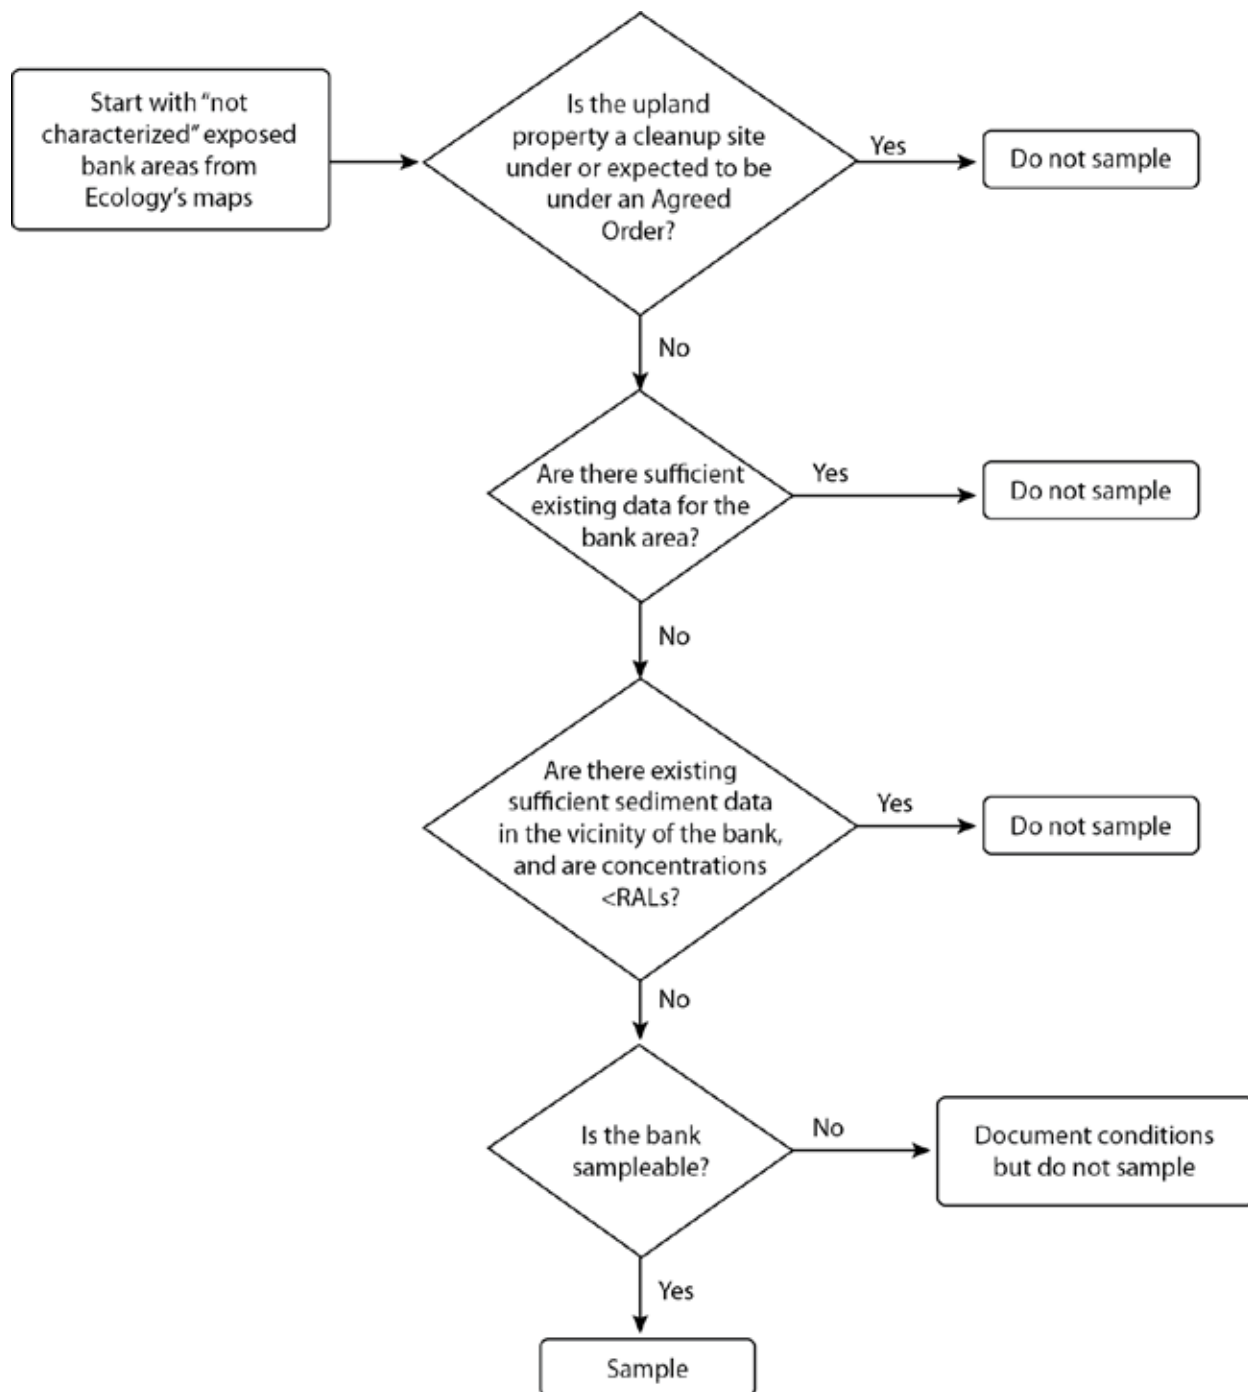 Start with “not
characterized” exposed
bank areas from
Ecology’s maps
Is the upland
property a cleanup site
under or expected to be
under an Agreed
Order?
Yes
Do not sample
No
Are there sufficient
existing data for the
bank area?
Yes
Do not sample
No
Are there existing
sufficient sediment data
in the vicinity of the bank,
and are concentrations
<RALs?
Yes
Do not sample
No
Is the bank
sampleable?
No
Document conditions
but do not sample
Yes
Sample